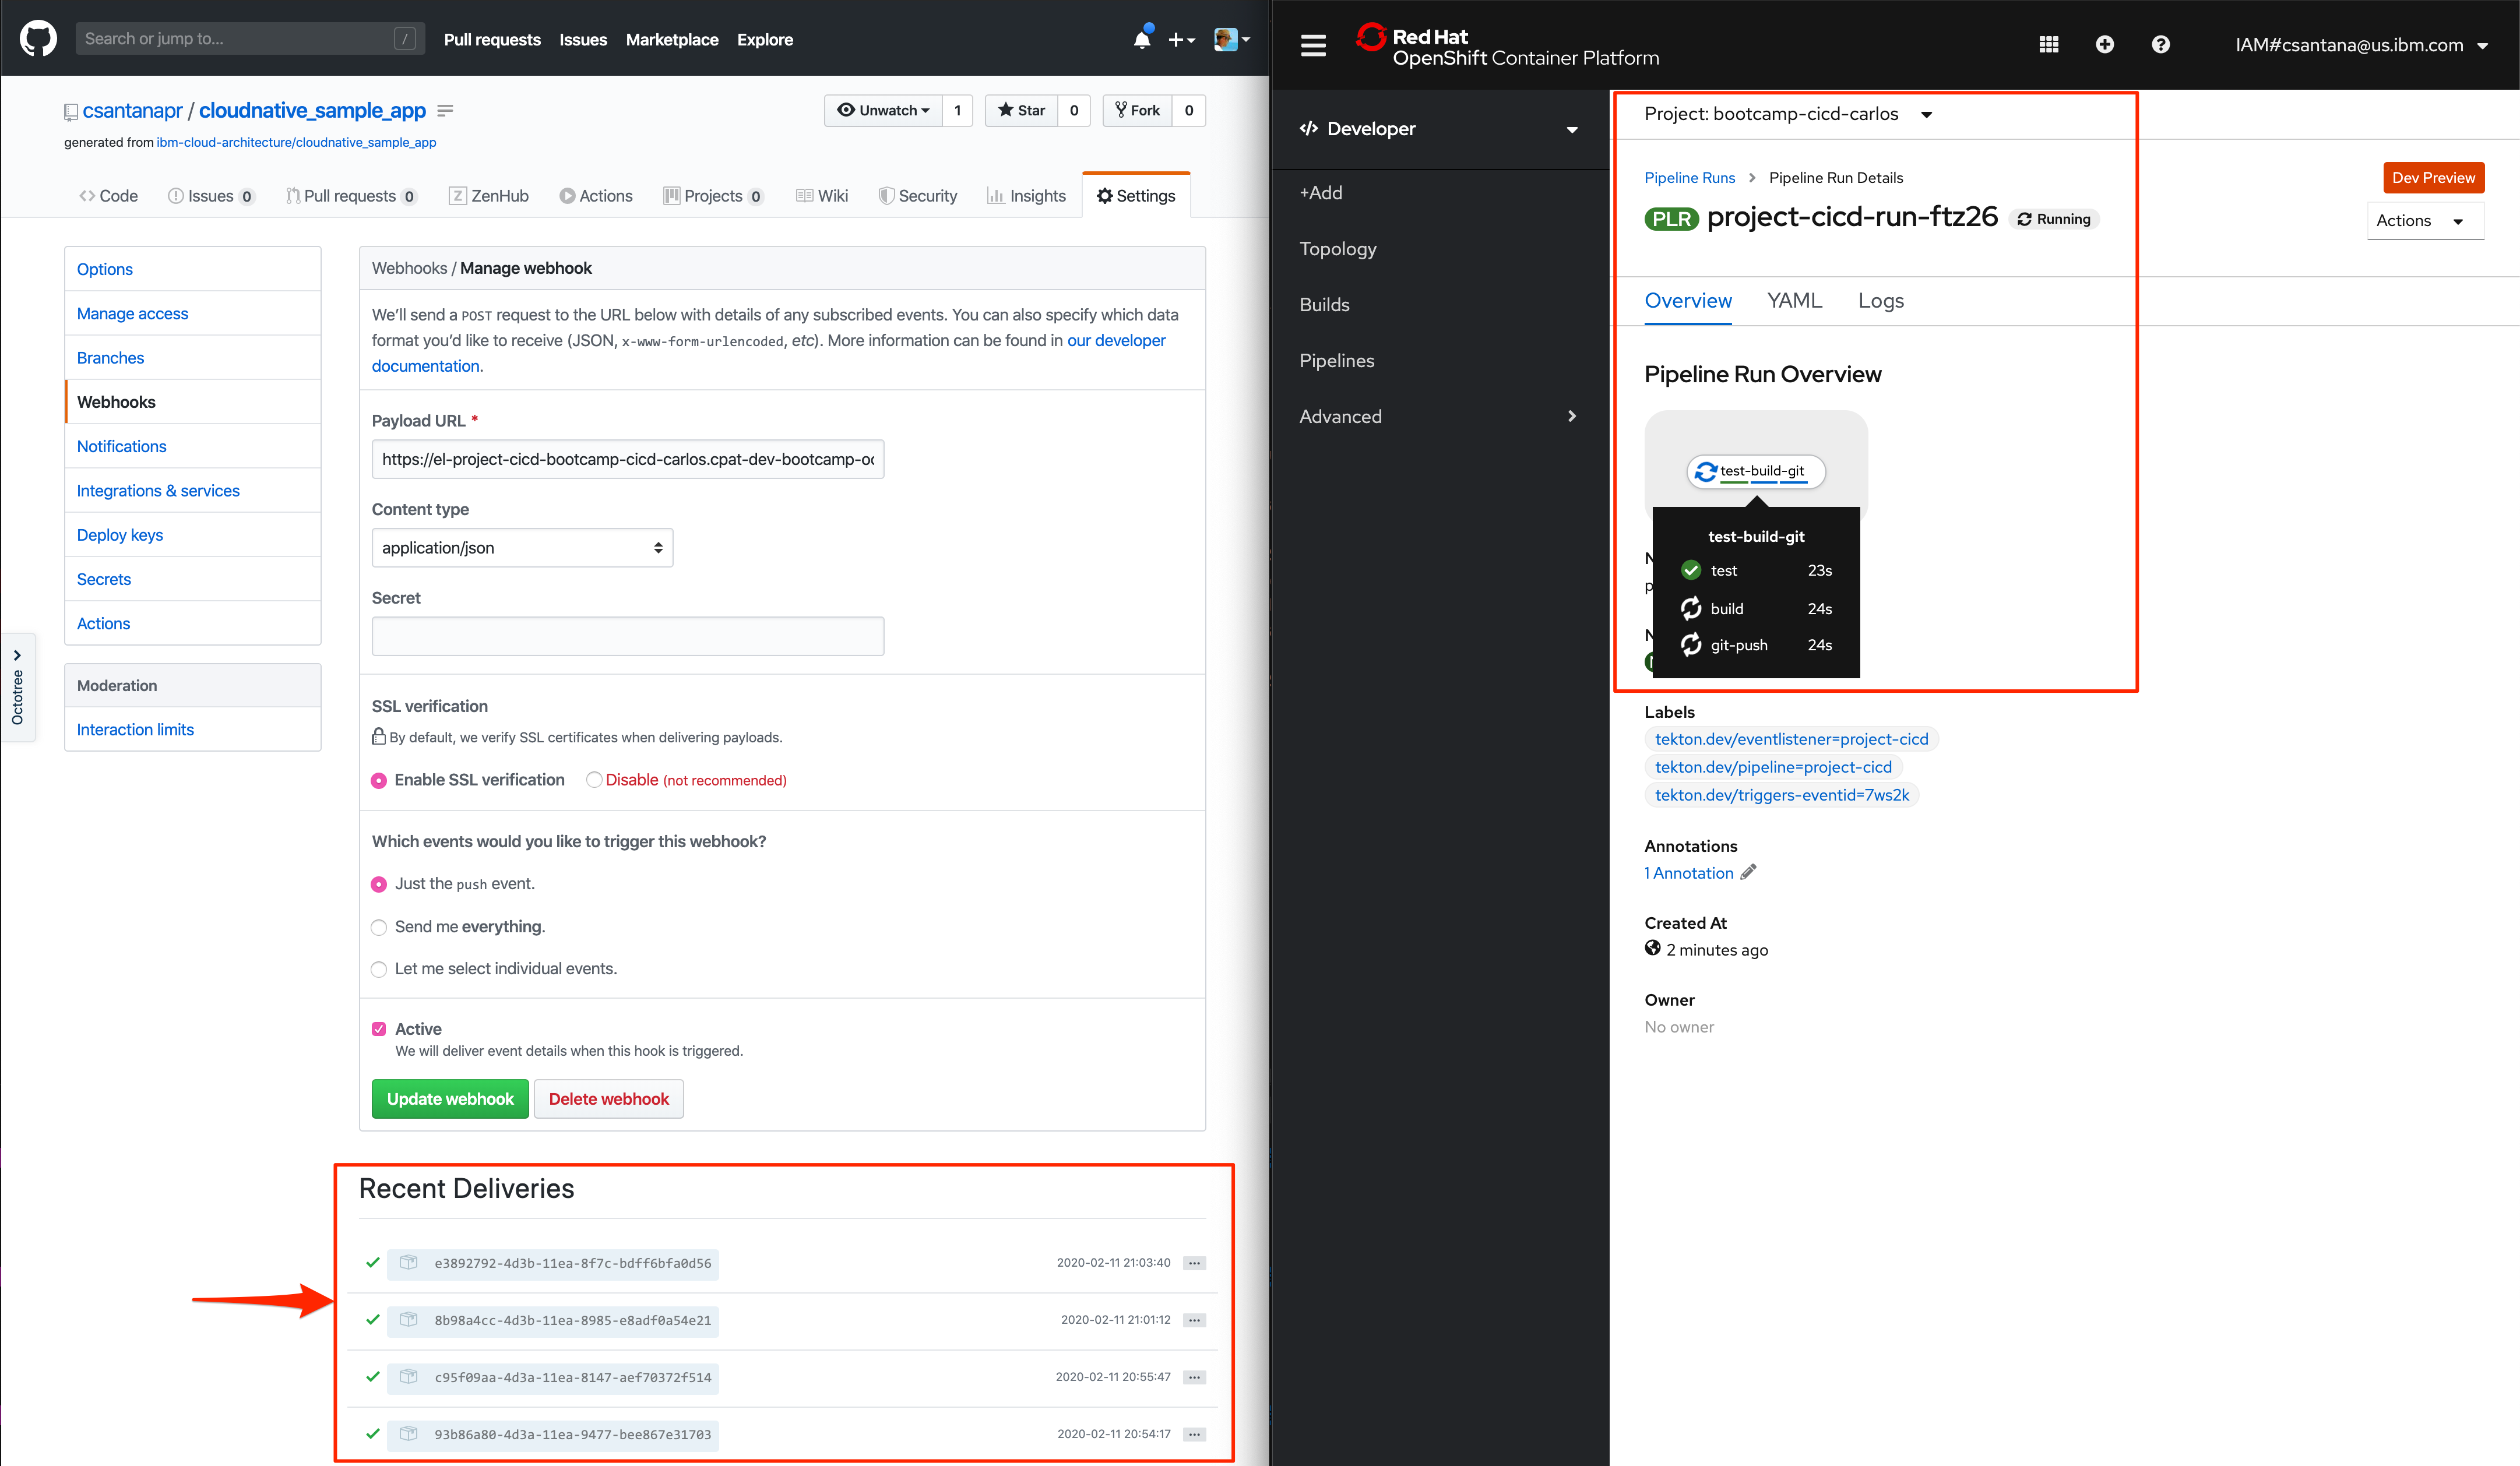 Search or jump to...
/
Pull requests Issues Marketplace Explore
csantanapr / cloudnative_sample_app
generated from ibm-cloud-architecture/cloudnative_sample_app
Unwatch 1
Star 0
Fork 0
Code
Issues 0
Pull requests 0
ZenHub
Actions
Projects 0
Wiki
Security
Insights
Settings
Options
Manage access
Branches
Webhooks
Notifications
Integrations & services
Deploy keys
Secrets
Actions
Moderation
Interaction limits
Octotree
Webhooks / Manage webhook
We'll send a POST request to the URL below with details of any subscribed events. You can also specify which data
format you'd like to receive (JSON, x-www-form-urlencoded, etc). More information can be found in our developer
documentation.
Payload URL *
https://el-project-cicd-bootcamp-cicd-carlos.cpat-dev-bootcamp-oc
Content type
application/json
Secret
SSL verification
By default, we verify SSL certificates when delivering payloads.
Enable SSL verification Disable (not recommended)
Which events would you like to trigger this webhook?
Just the push event.
Send me everything.
Let me select individual events.
Active
We will deliver event details when this hook is triggered.
Update webhook Delete webhook
Recent Deliveries
e3892792-4d3b-11ea-8f7c-bdff6bfa0d56 2020-02-11 21:03:40 ...
8b98a4cc-4d3b-11ea-8985-e8adf0a54e21 2020-02-11 21:01:12 ...
c95f09aa-4d3a-11ea-8147-aef70372f514 2020-02-11 20:55:47 ...
93b86a80-4d3a-11ea-9477-bee867e31703 2020-02-11 20:54:17 ...
Red Hat
OpenShift Container Platform
IAM#csantana@us.ibm.com
Developer
+Add
Topology
Builds
Pipelines
Advanced
Project: bootcamp-cicd-carlos
Pipeline Runs > Pipeline Run Details
Dev Preview
PLR project-cicd-run-ftz26 Running
Actions
Overview YAML Logs
Pipeline Run Overview
test-build-git
test-build-git
test 23s
build 24s
git-push 24s
Labels
tekton.dev/eventlistener=project-cicd
tekton.dev/pipeline=project-cicd
tekton.dev/triggers-eventid=7ws2k
Annotations
1 Annotation
Created At
2 minutes ago
Owner
No owner